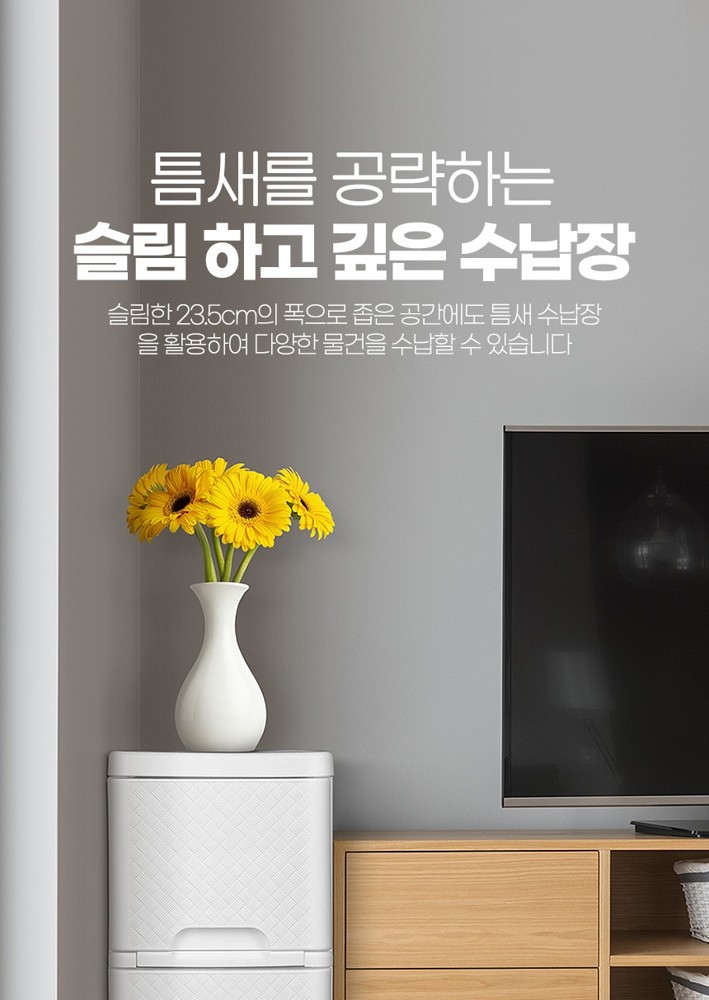 틈새를 공략하는
슬림 하고 깊은 수납장
슬림한 23.5cm의 폭으로 좁은 공간에도 틈새 수납장
을 활용하여 다양한 물건을 수납할 수 있습니다